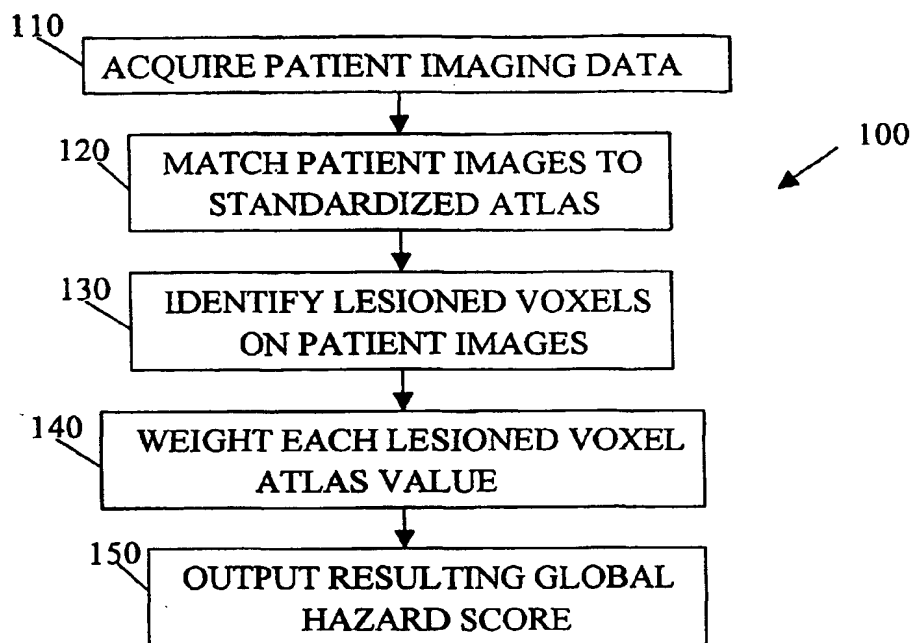 110
ACQUIRE PATIENT IMAGING DATA
100
120
MATCH PATIENT IMAGES TO
STANDARDIZED ATLAS
130
IDENTIFY LESIONED VOXELS
ON PATIENT IMAGES
140
WEIGHT EACH LESIONED VOXEL
ATLAS VALUE
150
OUTPUT RESULTING GLOBAL
HAZARD SCORE